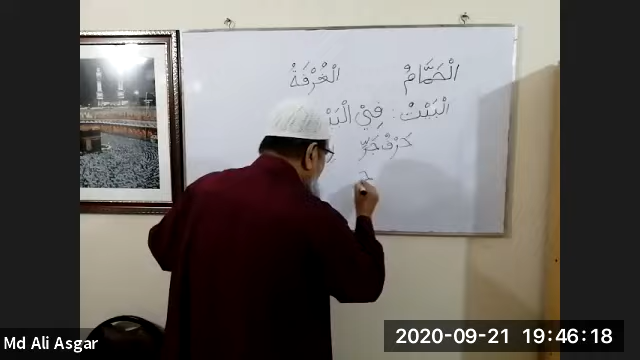 الْحَمَّامُ الْغُرْفَةُ
الْبَيْتُ : فِيْ
حَرْفُ جَرٍّ
Md Ali Asgar
2020-09-21 19:46:18